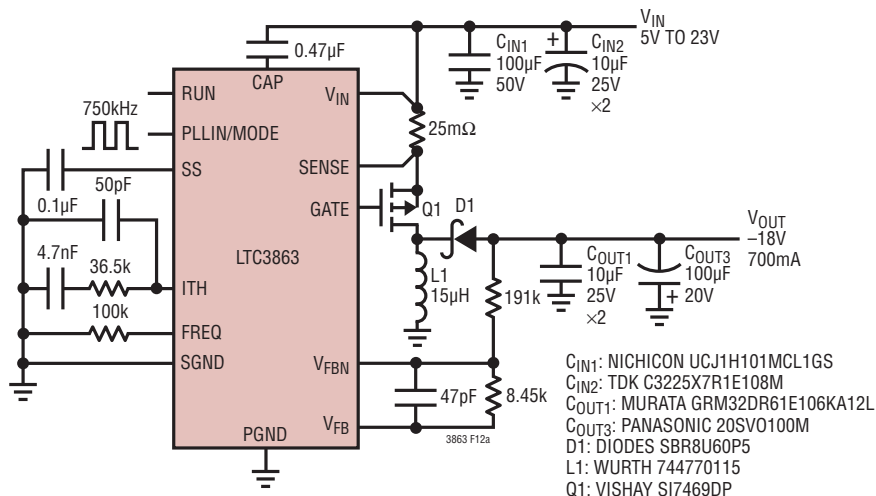 VIN
5V TO 23V
0.47µF
CIN1
100µF
50V
+
CIN2
10µF
25V
×2
CAP
RUN
VIN
750kHz
25mΩ
PLLIN/MODE
SENSE
SS
50pF
0.1µF
GATE
Q1
D1
VOUT
–18V
700mA
LTC3863
4.7nF
36.5k
ITH
L1
15µH
191k
COUT1
10µF
25V
×2
COUT3
100µF
+ 20V
100k
FREQ
SGND
VFBN
47pF
8.45k
VFB
PGND
3863 F12a
CIN1: NICHICON UCJ1H101MCL1GS
CIN2: TDK C3225X7R1E108M
COUT1: MURATA GRM32DR61E106KA12L
COUT3: PANASONIC 20SVO100M
D1: DIODES SBR8U60P5
L1: WURTH 744770115
Q1: VISHAY SI7469DP